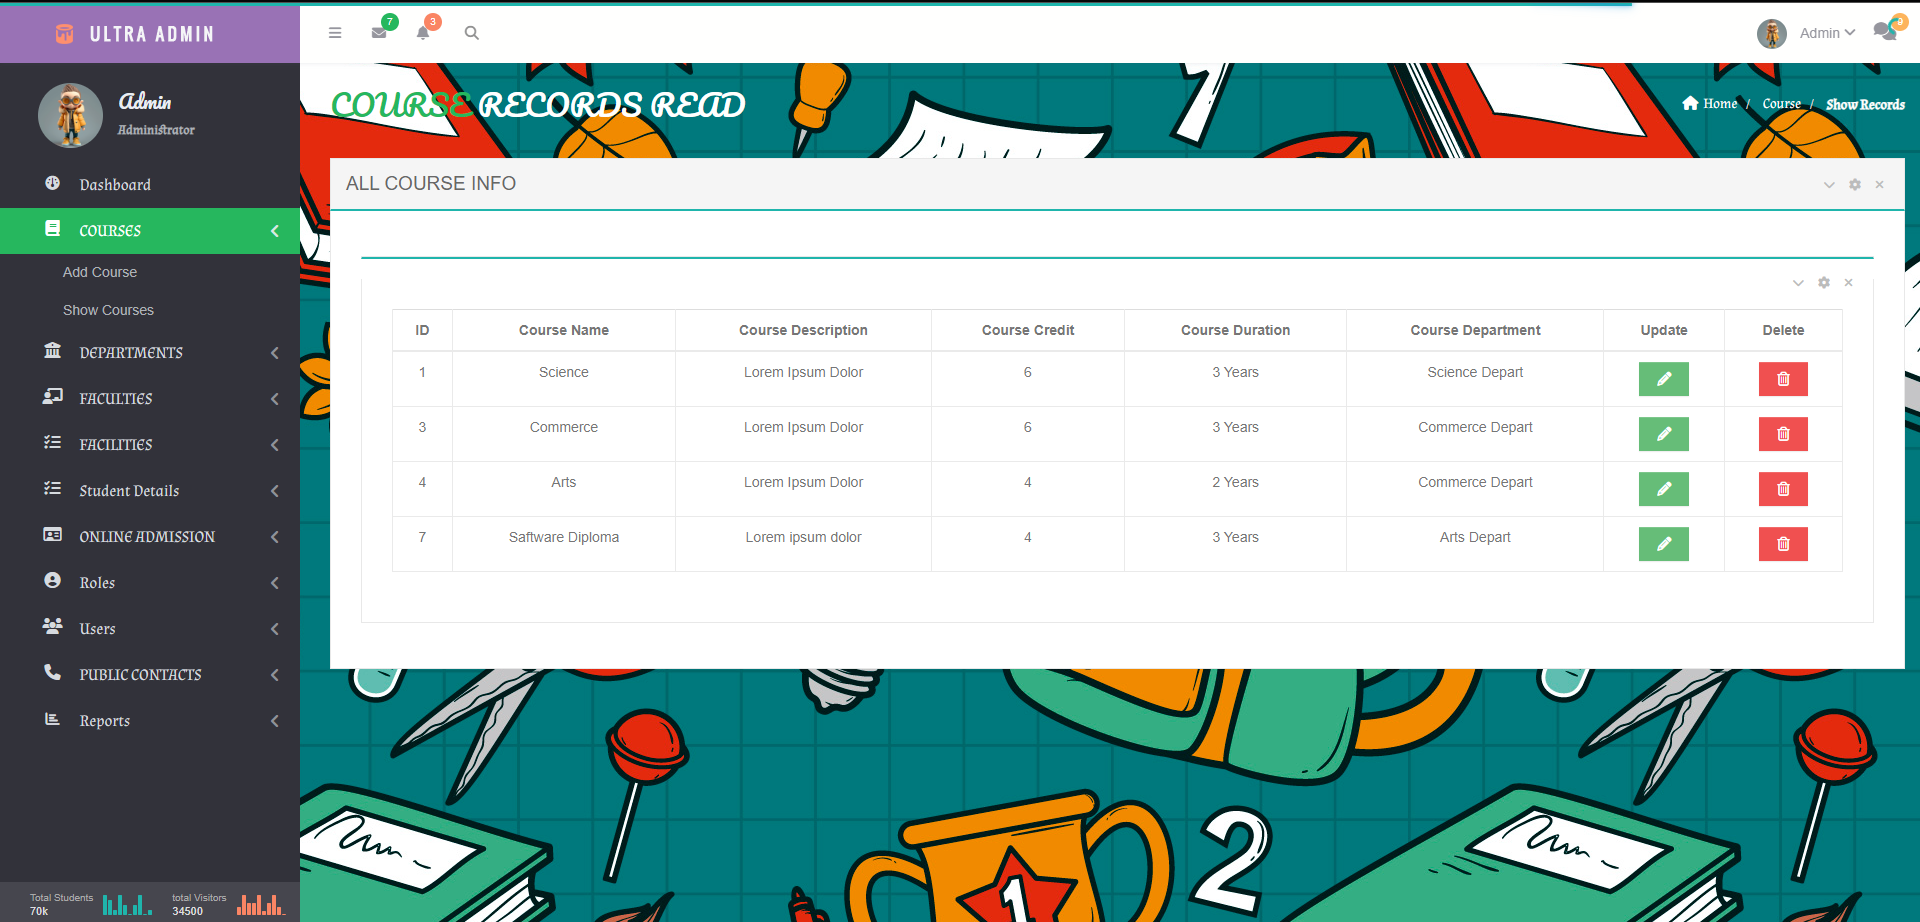 ULTRA ADMIN
7
3
Admin
9
Admin
Administrator
COURSE RECORDS READ
Home / Course / Show Records
Dashboard
COURSES
Add Course
Show Courses
DEPARTMENTS
FACULTIES
FACILITIES
Student Details
ONLINE ADMISSION
Roles
Users
PUBLIC CONTACTS
Reports
Total Students
70k
total Visitors
34500
ALL COURSE INFO
ID Course Name Course Description Course Credit Course Duration Course Department Update Delete
1 Science Lorem Ipsum Dolor 6 3 Years Science Depart
3 Commerce Lorem Ipsum Dolor 6 3 Years Commerce Depart
4 Arts Lorem Ipsum Dolor 4 2 Years Commerce Depart
7 Saftware Diploma Lorem ipsum dolor 4 3 Years Arts Depart
1
2
1